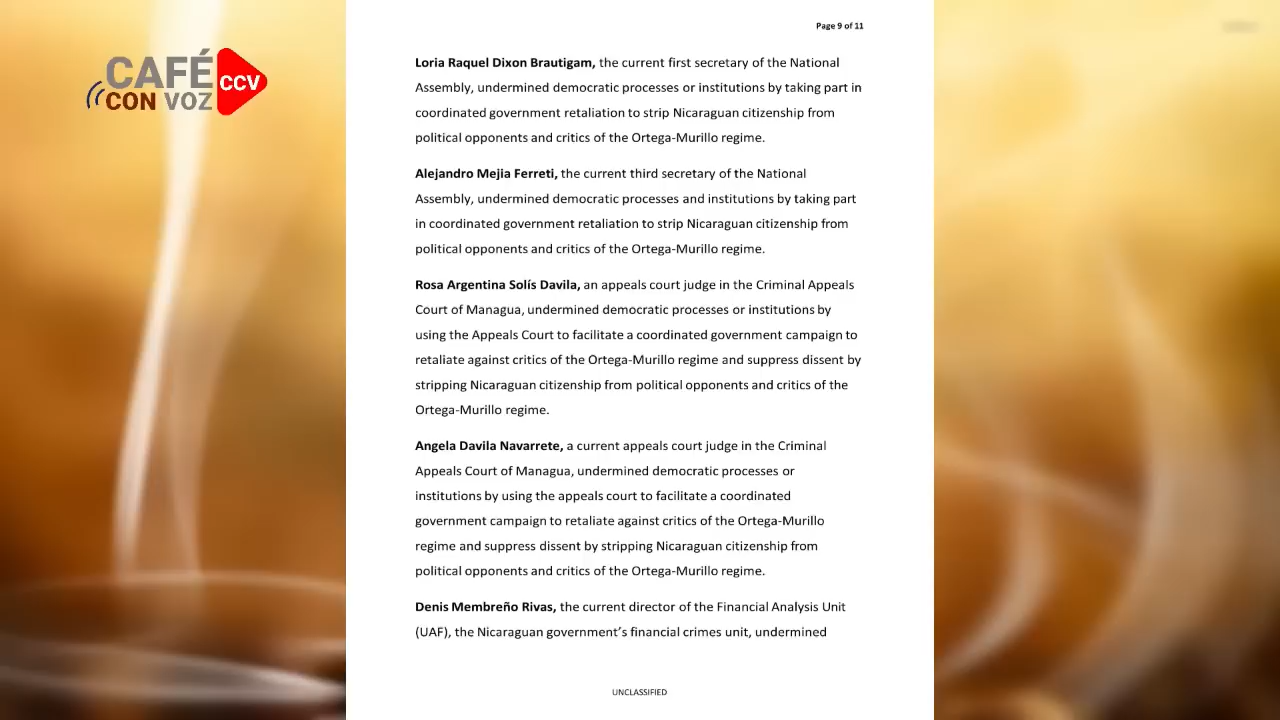 CAFÉ
CON VOZ
CCV
Page 9 of 11
Loria Raquel Dixon Brautigam, the current first secretary of the National
Assembly, undermined democratic processes or institutions by taking part in
coordinated government retaliation to strip Nicaraguan citizenship from
political opponents and critics of the Ortega-Murillo regime.
Alejandro Mejia Ferreti, the current third secretary of the National
Assembly, undermined democratic processes and institutions by taking part
in coordinated government retaliation to strip Nicaraguan citizenship from
political opponents and critics of the Ortega-Murillo regime.
Rosa Argentina Solís Davila, an appeals court judge in the Criminal Appeals
Court of Managua, undermined democratic processes or institutions by
using the Appeals Court to facilitate a coordinated government campaign to
retaliate against critics of the Ortega-Murillo regime and suppress dissent by
stripping Nicaraguan citizenship from political opponents and critics of the
Ortega-Murillo regime.
Angela Davila Navarrete, a current appeals court judge in the Criminal
Appeals Court of Managua, undermined democratic processes or
institutions by using the appeals court to facilitate a coordinated
government campaign to retaliate against critics of the Ortega-Murillo
regime and suppress dissent by stripping Nicaraguan citizenship from
political opponents and critics of the Ortega-Murillo regime.
Denis Membreño Rivas, the current director of the Financial Analysis Unit
(UAF), the Nicaraguan government’s financial crimes unit, undermined
UNCLASSIFIED